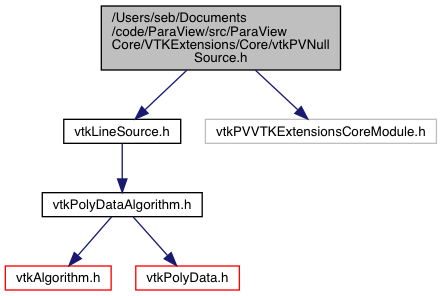 /Users/seb/Documents
/code/ParaView/src/ParaView
Core/VTKExtensions/Core/vtkPVNull
Source.h
vtkLineSource.h
vtkPVVTKExtensionsCoreModule.h
vtkPolyDataAlgorithm.h
vtkAlgorithm.h
vtkPolyData.h